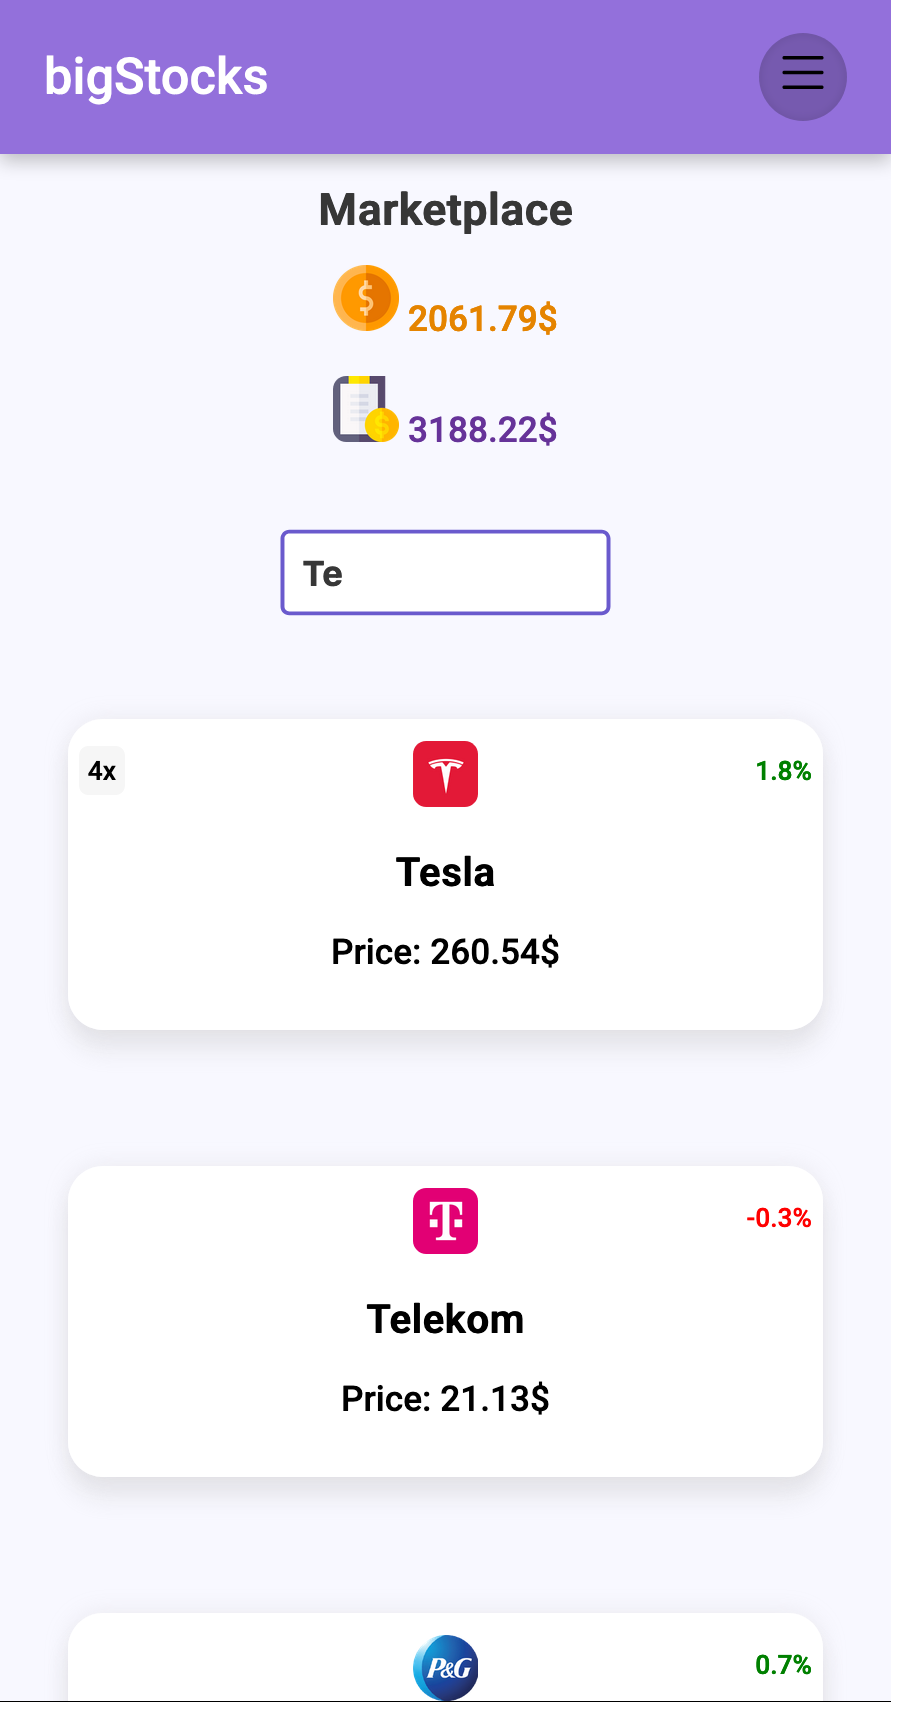 bigStocks
Marketplace
$ 2061.79$
$ 3188.22$
Te
4x
1.8%
Tesla
Price: 260.54$
-0.3%
T
Telekom
Price: 21.13$
P&G
0.7%